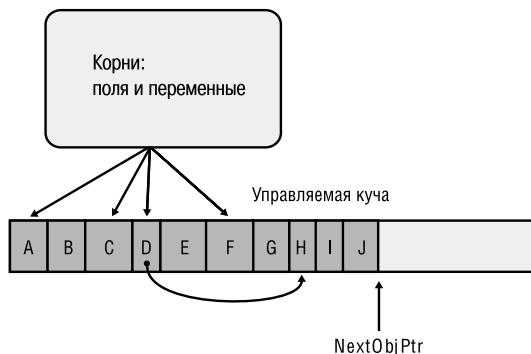 Корни:
поля и переменные
Управляемая куча
A B C D E F G H I J
NextObjPtr